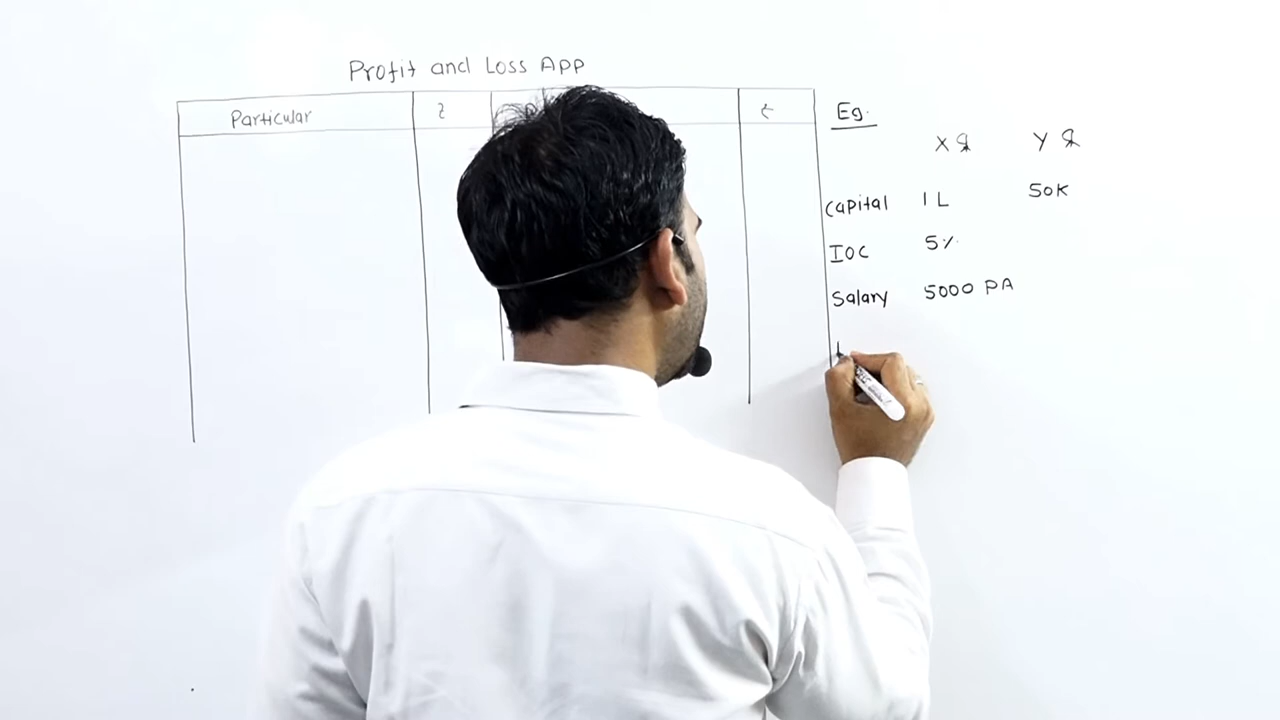 Profit and Loss App
Particular ₹ ₹
Eg.
X Y
Capital 1 L 50K
IOC 5%
Salary 5000 PA